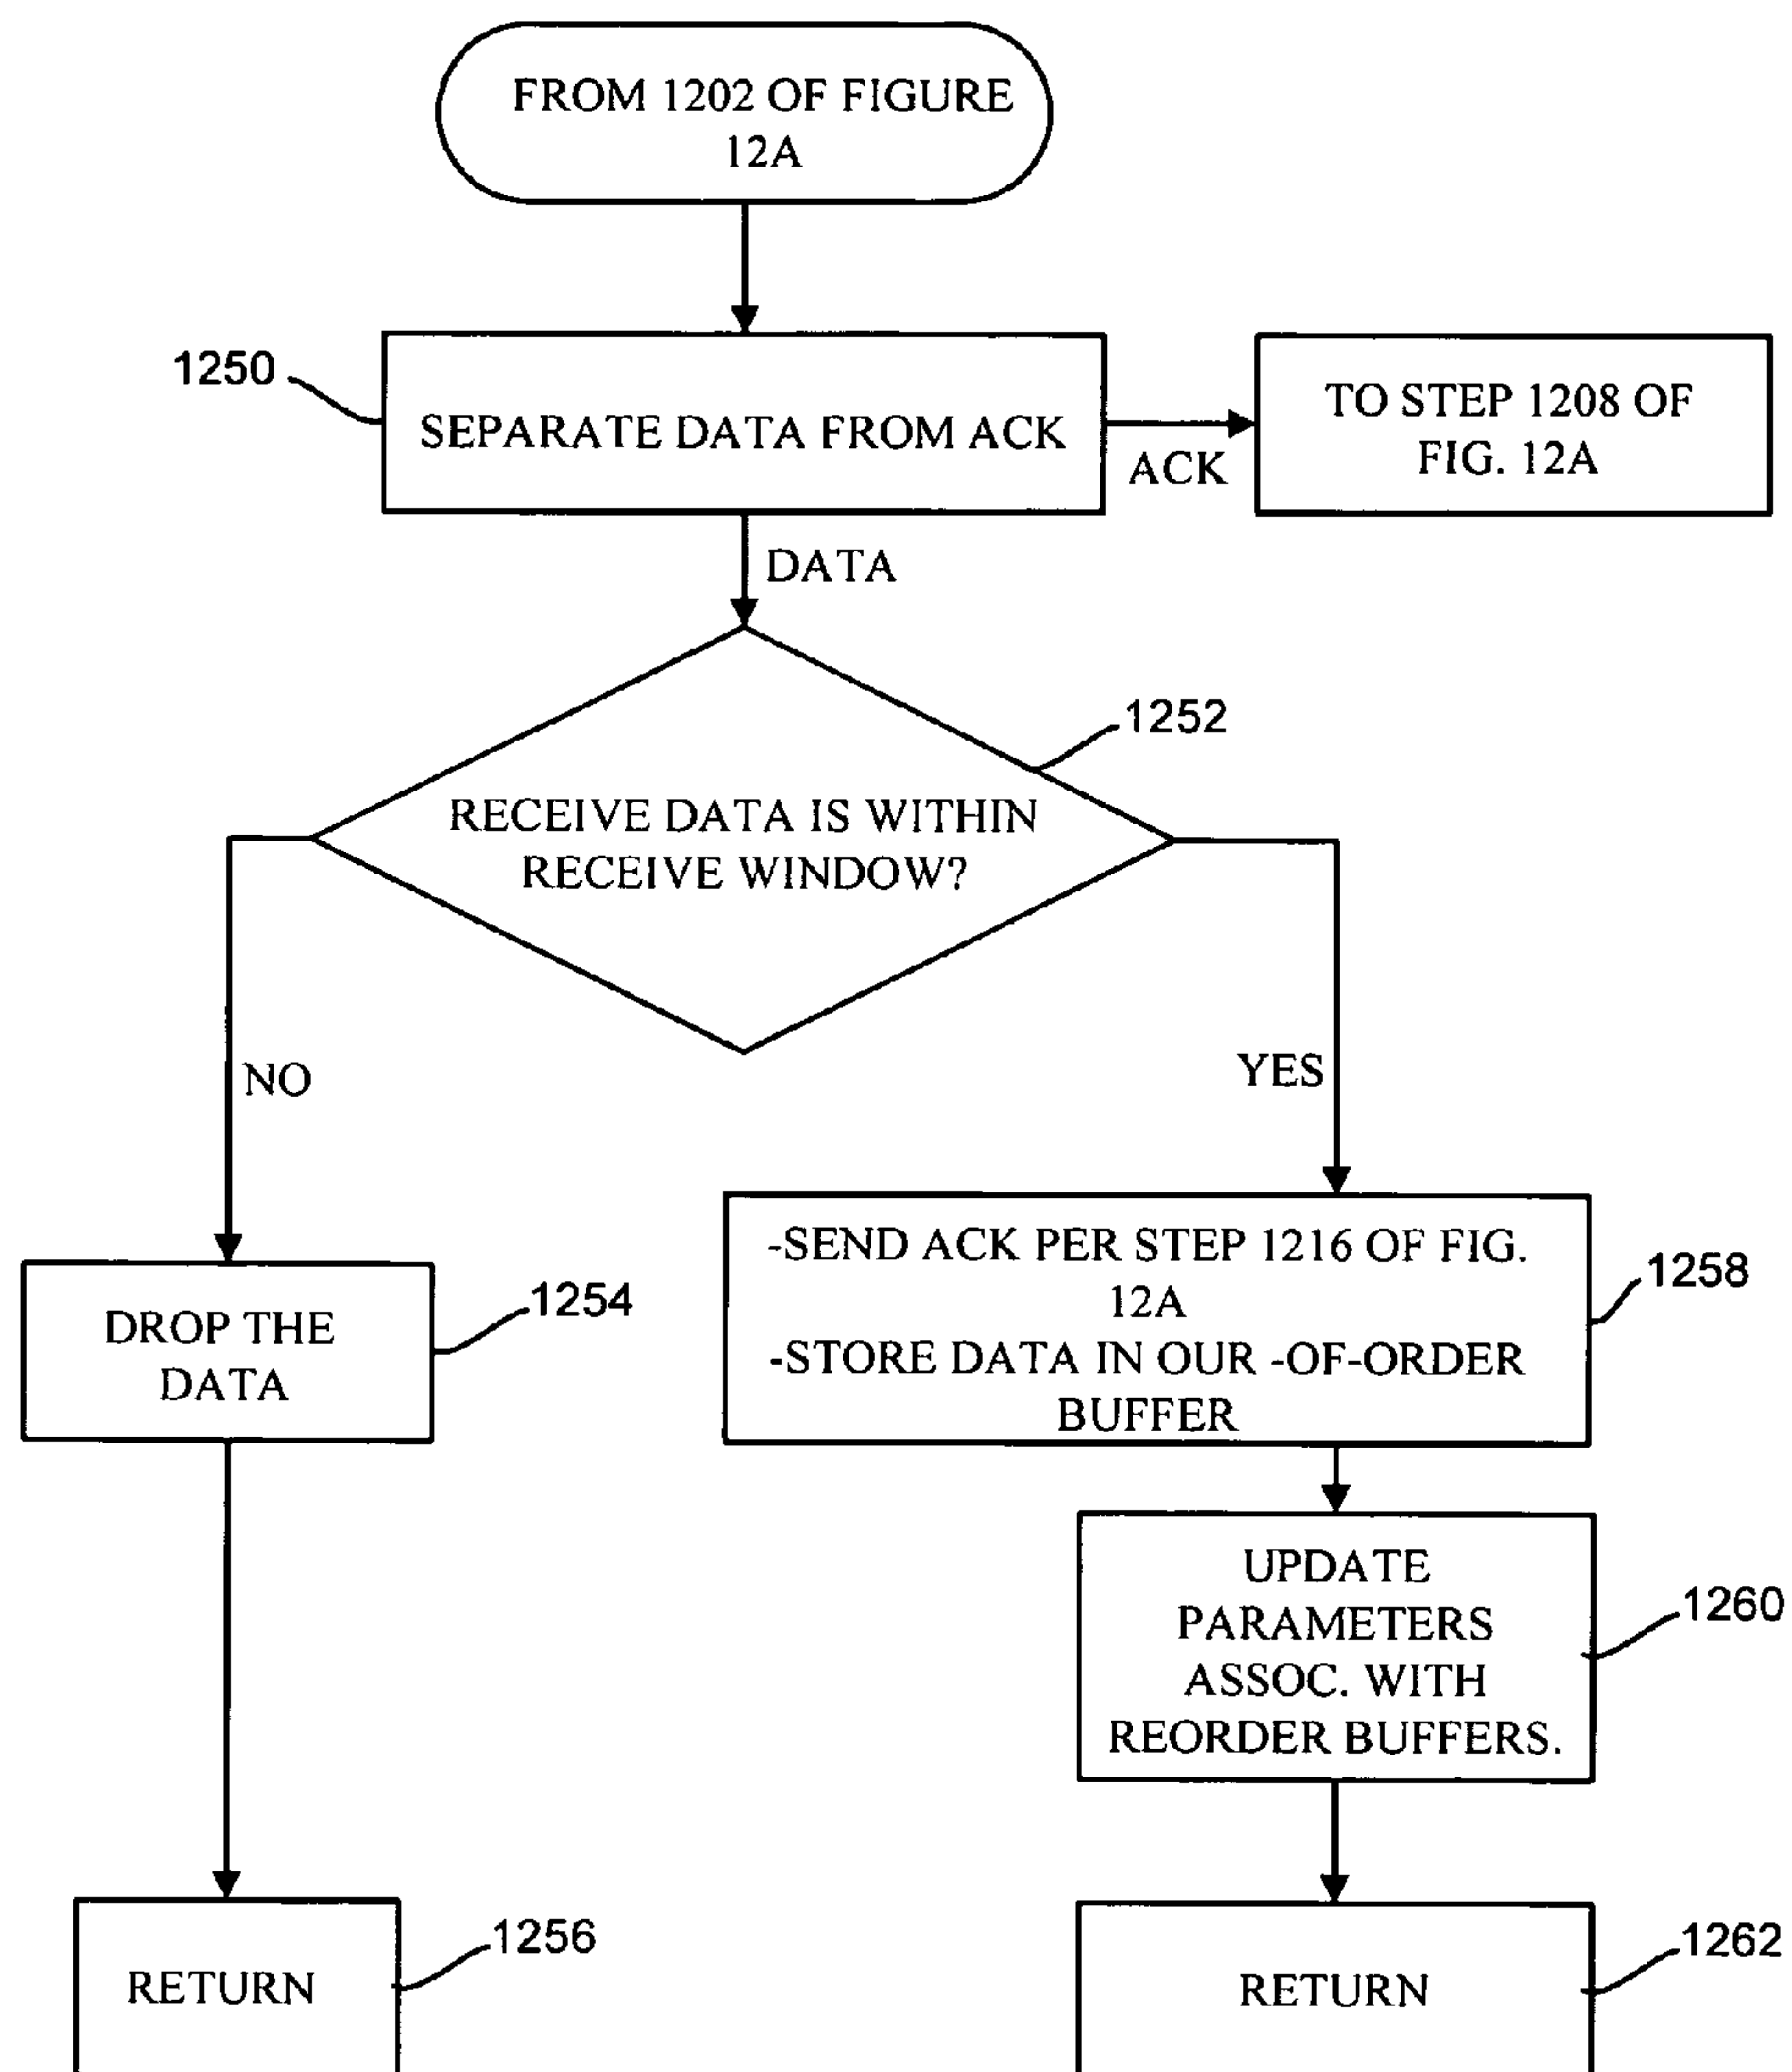 FROM 1202 OF FIGURE
12A
1250
SEPARATE DATA FROM ACK
ACK
TO STEP 1208 OF
FIG. 12A
DATA
1252
RECEIVE DATA IS WITHIN
RECEIVE WINDOW?
NO
YES
DROP THE
DATA
1254
-SEND ACK PER STEP 1216 OF FIG.
12A
-STORE DATA IN OUR -OF-ORDER
BUFFER
1258
UPDATE
PARAMETERS
ASSOC. WITH
REORDER BUFFERS.
1260
RETURN
1256
RETURN
1262